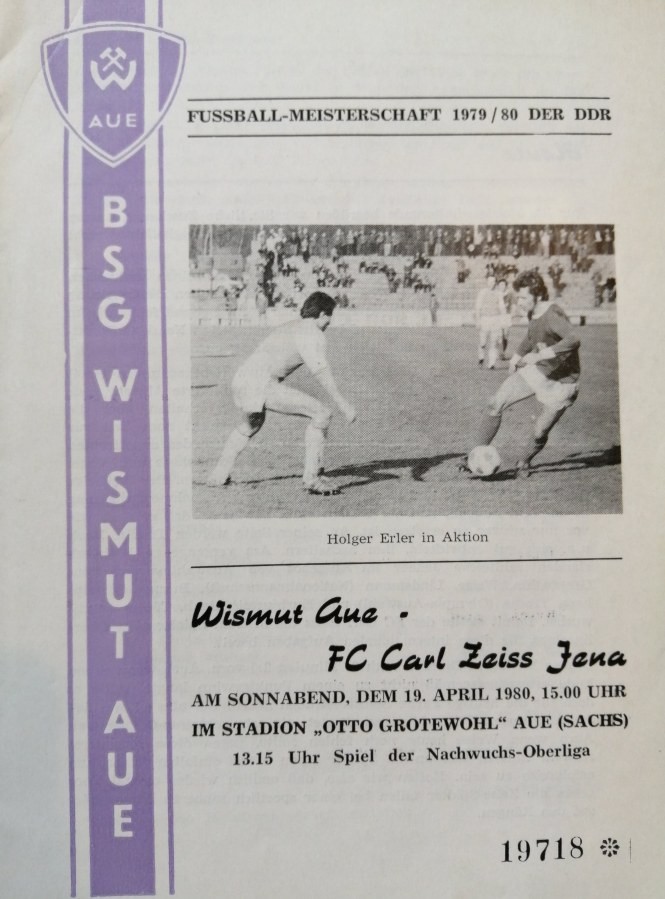 W
AUE
BSG WISMUT AUE
FUSSBALL-MEISTERSCHAFT 1979/80 DER DDR
Holger Erler in Aktion
Wismut Aue -
FC Carl Zeiss Jena
AM SONNABEND, DEM 19. APRIL 1980, 15.00 UHR
IM STADION „OTTO GROTEWOHL“ AUE (SACHS)
13.15 Uhr Spiel der Nachwuchs-Oberliga
19718 ❊